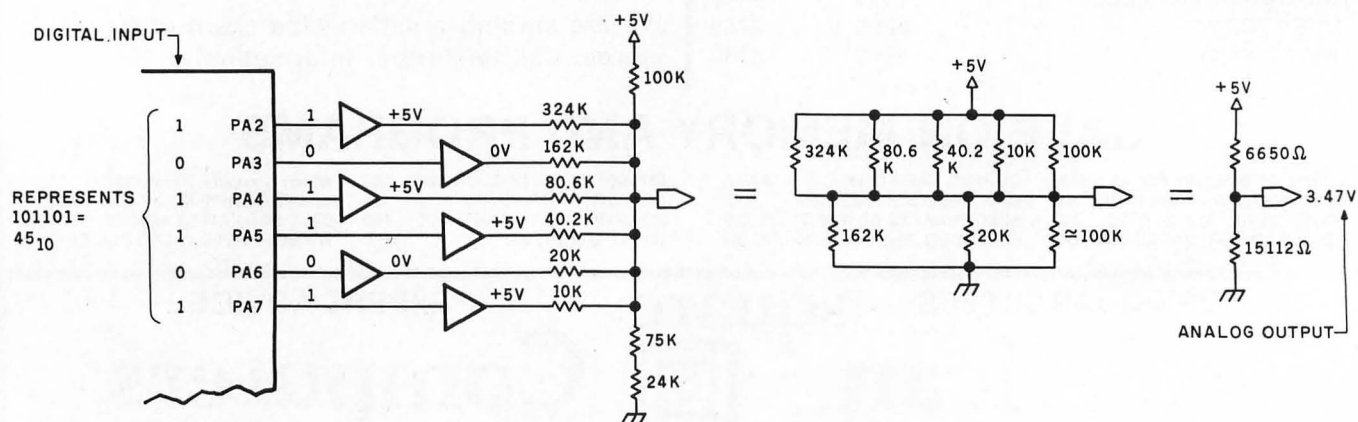 DIGITAL INPUT
+5V
100K
1 PA2 1 +5V 324K
0 PA3 0 0V 162K
1 PA4 1 +5V 80.6K
1 PA5 1 +5V 40.2K
0 PA6 0 0V 20K
1 PA7 1 +5V 10K
REPRESENTS
101101 =
45₁₀
75K
24K
=
+5V
324K 80.6 K 40.2 K 10K 100K
162K 20K ≃100K
=
+5V
6650Ω
3.47V
15112Ω
ANALOG OUTPUT